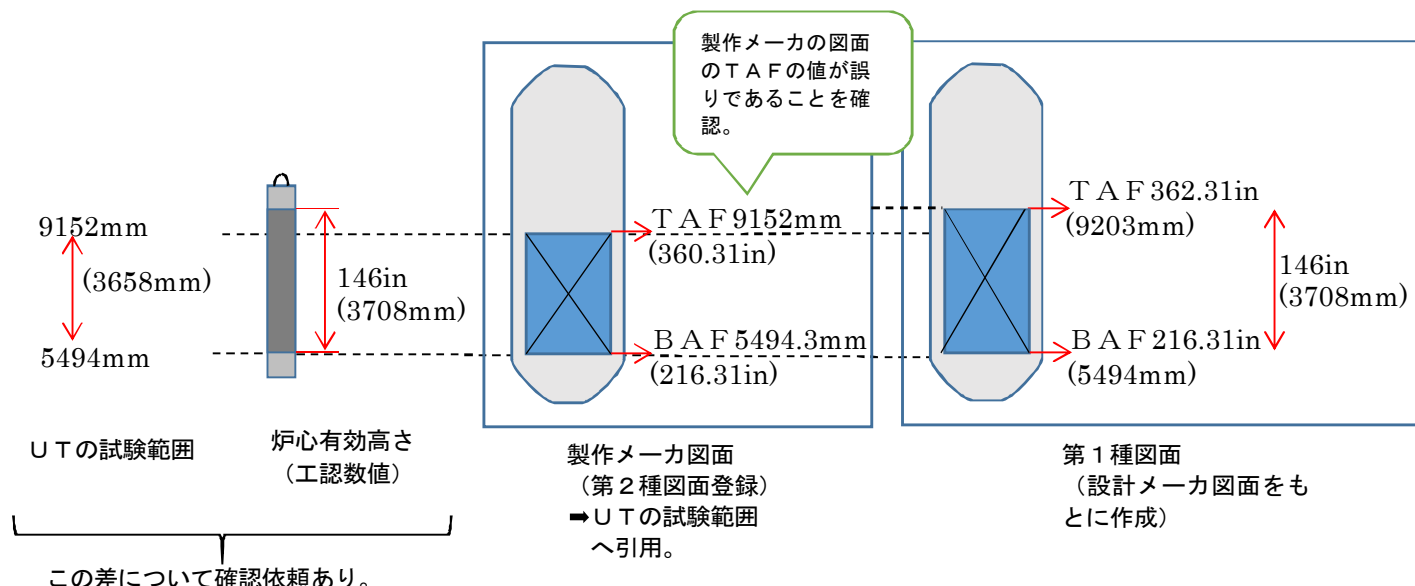 製作メーカの図面
のＴＡＦの値が誤
りであることを確
認。
9152mm
(3658mm)
5494mm
146in
(3708mm)
ＴＡＦ9152mm
(360.31in)
ＢＡＦ5494.3mm
(216.31in)
ＴＡＦ362.31in
(9203mm)
146in
(3708mm)
ＢＡＦ216.31in
(5494mm)
ＵＴの試験範囲
炉心有効高さ
（工認数値）
製作メーカ図面
（第２種図面登録）
➡ＵＴの試験範囲
へ引用。
第１種図面
（設計メーカ図面をも
とに作成）
この差について確認依頼あり。